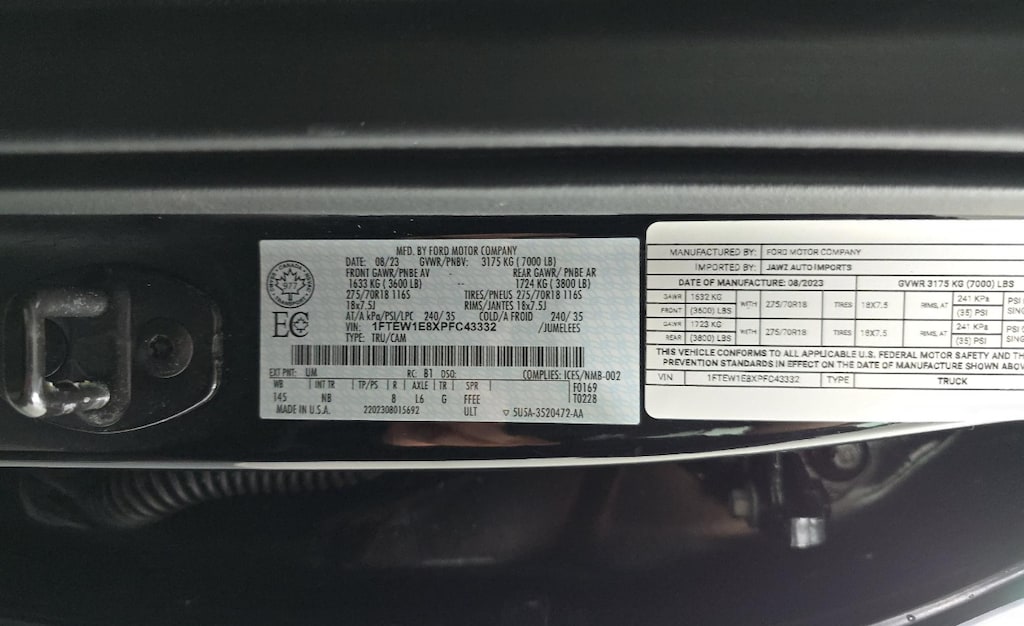 MFD. BY FORD MOTOR COMPANY
DATE: 08/23 GVWR/PNBV: 3175 KG (7000 LB)
FRONT GAWR/PNBE AV -- REAR GAWR/ PNBE AR
1633 KG (3600 LB) -- 1724 KG (3800 LB)
275/70R18 116S TIRES/PNEUS 275/70R18 116S
18x7.5J RIMS/JANTES 18x7.5J
AT/A kPa/PSI/LPC 240/ 35 COLD/A FROID 240/ 35
VIN: 1FTEW1E8XPFC43332 /JUMELEES
TYPE: TRU/CAM
CANADA
977
EC
EXT PNT: UM RC: B1 DSO:
COMPLIES: ICES/NMB-002
WB INT TR TP/PS R AXLE TR SPR F0169
145 NB 8 L6 G FFEE T0228
MADE IN U.S.A. 2202308015692 ULT 5U5A-3520472-AA
MANUFACTURED BY: FORD MOTOR COMPANY
IMPORTED BY: JAWZ AUTO IMPORTS
DATE OF MANUFACTURE: 08/2023 GVWR 3175 KG (7000) LBS
GAWR FRONT 1632 KG (3600) LBS WITH 275/70R18 TIRES 18X7.5 RIMS, AT 241 KPa (35) PSI
GAWR REAR 1723 KG (3800) LBS WITH 275/70R18 TIRES 18X7.5 RIMS, AT 241 KPa (35) PSI
THIS VEHICLE CONFORMS TO ALL APPLICABLE U.S. FEDERAL MOTOR SAFETY AND
PREVENTION STANDARDS IN EFFECT ON THE DATE OF MANUFACTURE SHOWN
VIN 1FTEW1E8XPFC43332 TYPE TRUCK